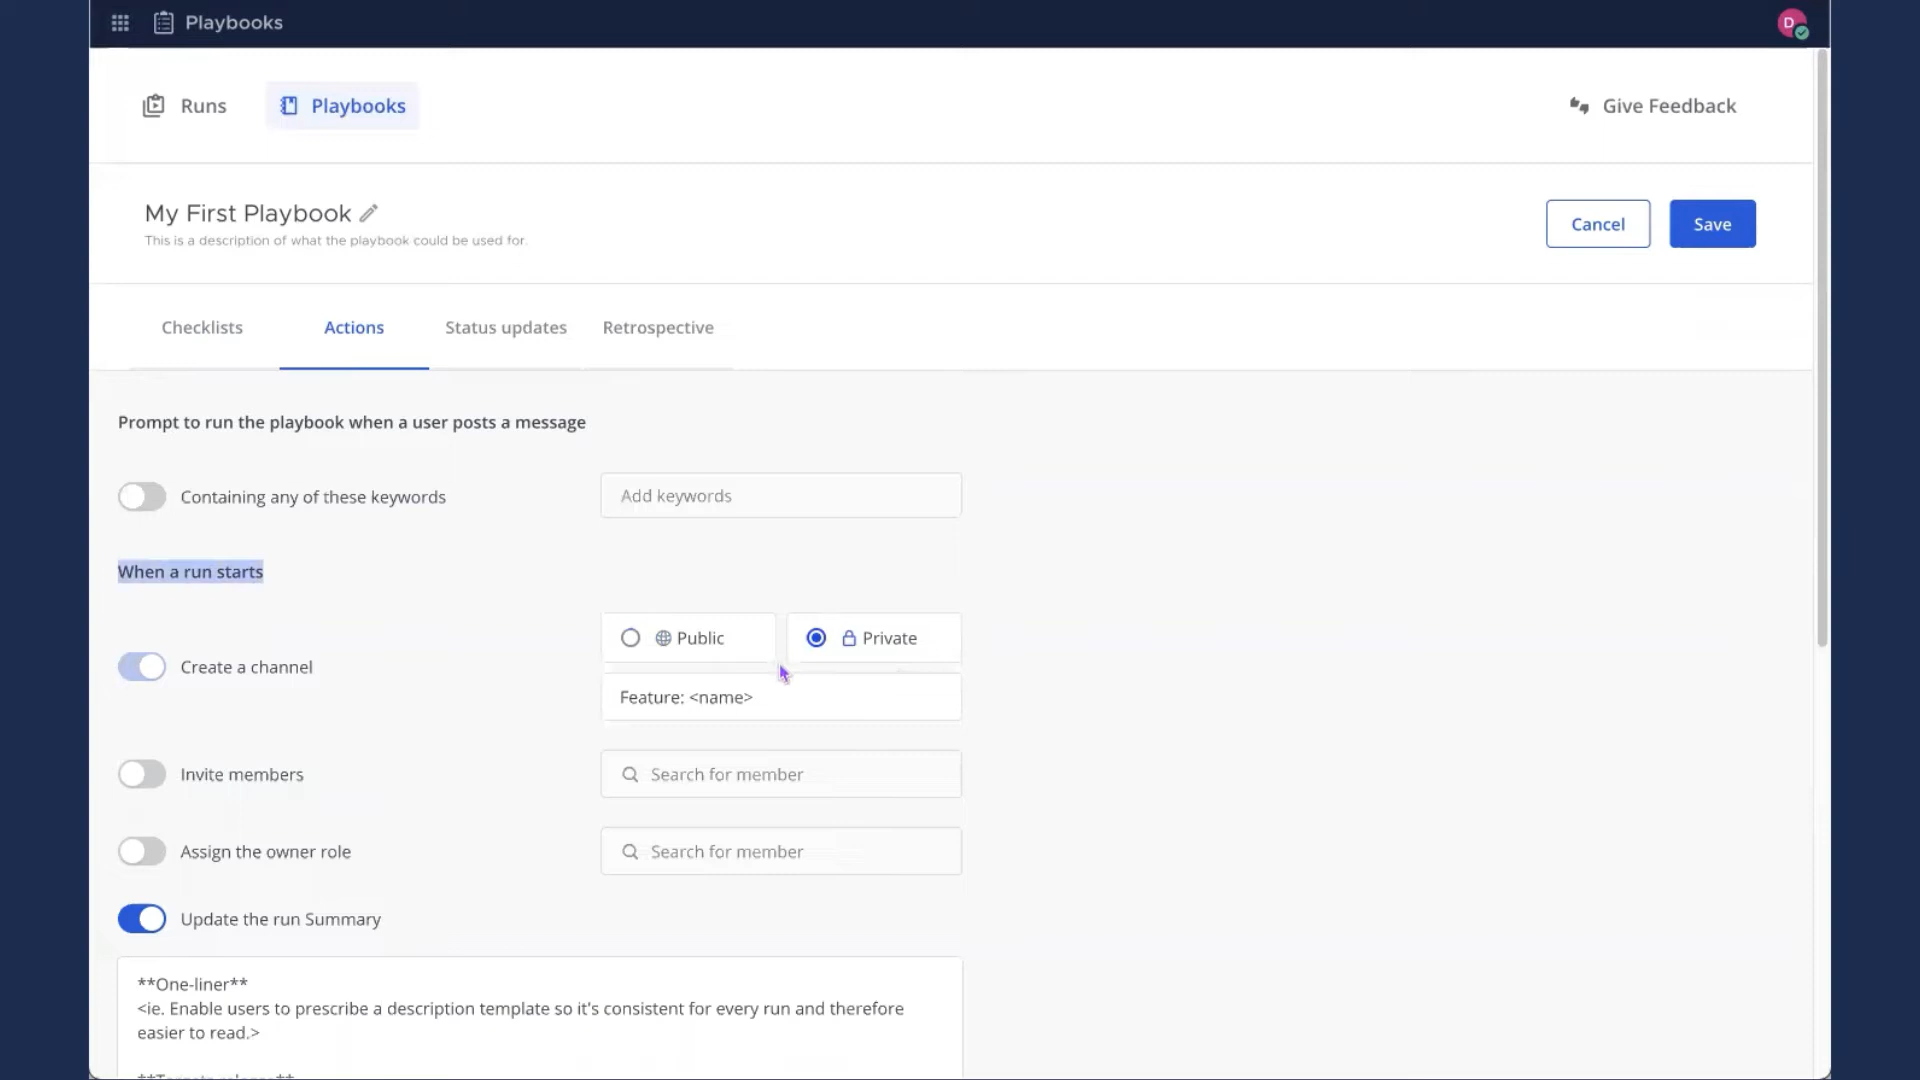 Playbooks
D
Runs
Playbooks
Give Feedback
My First Playbook
This is a description of what the playbook could be used for.
Cancel
Save
Checklists
Actions
Status updates
Retrospective
Prompt to run the playbook when a user posts a message
Containing any of these keywords
Add keywords
When a run starts
Public
Private
Create a channel
Feature: <name>
Invite members
Search for member
Assign the owner role
Search for member
Update the run Summary
**One-liner**
<ie. Enable users to prescribe a description template so it's consistent for every run and therefore
easier to read.>